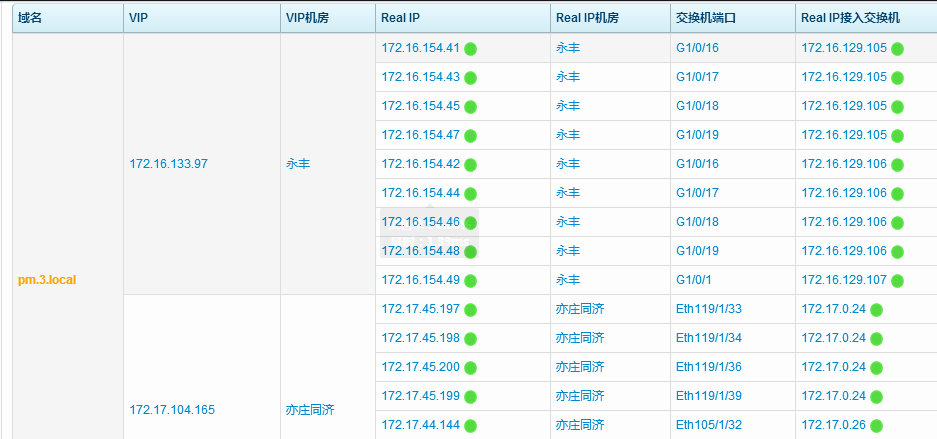 域名 VIP VIP机房 Real IP Real IP机房 交换机端口 Real IP接入交换机
172.16.154.41 永丰 G1/0/16 172.16.129.105
172.16.154.43 永丰 G1/0/17 172.16.129.105
172.16.154.45 永丰 G1/0/18 172.16.129.105
172.16.154.47 永丰 G1/0/19 172.16.129.105
172.16.133.97 永丰 172.16.154.42 永丰 G1/0/16 172.16.129.106
172.16.154.44 永丰 G1/0/17 172.16.129.106
172.16.154.46 永丰 G1/0/18 172.16.129.106
172.16.154.48 永丰 G1/0/19 172.16.129.106
pm.3.local 172.16.154.49 永丰 G1/0/1 172.16.129.107
172.17.45.197 亦庄同济 Eth119/1/33 172.17.0.24
172.17.45.198 亦庄同济 Eth119/1/34 172.17.0.24
172.17.45.200 亦庄同济 Eth119/1/36 172.17.0.24
172.17.45.199 亦庄同济 Eth119/1/39 172.17.0.24
172.17.104.165 亦庄同济 172.17.44.144 亦庄同济 Eth105/1/32 172.17.0.26